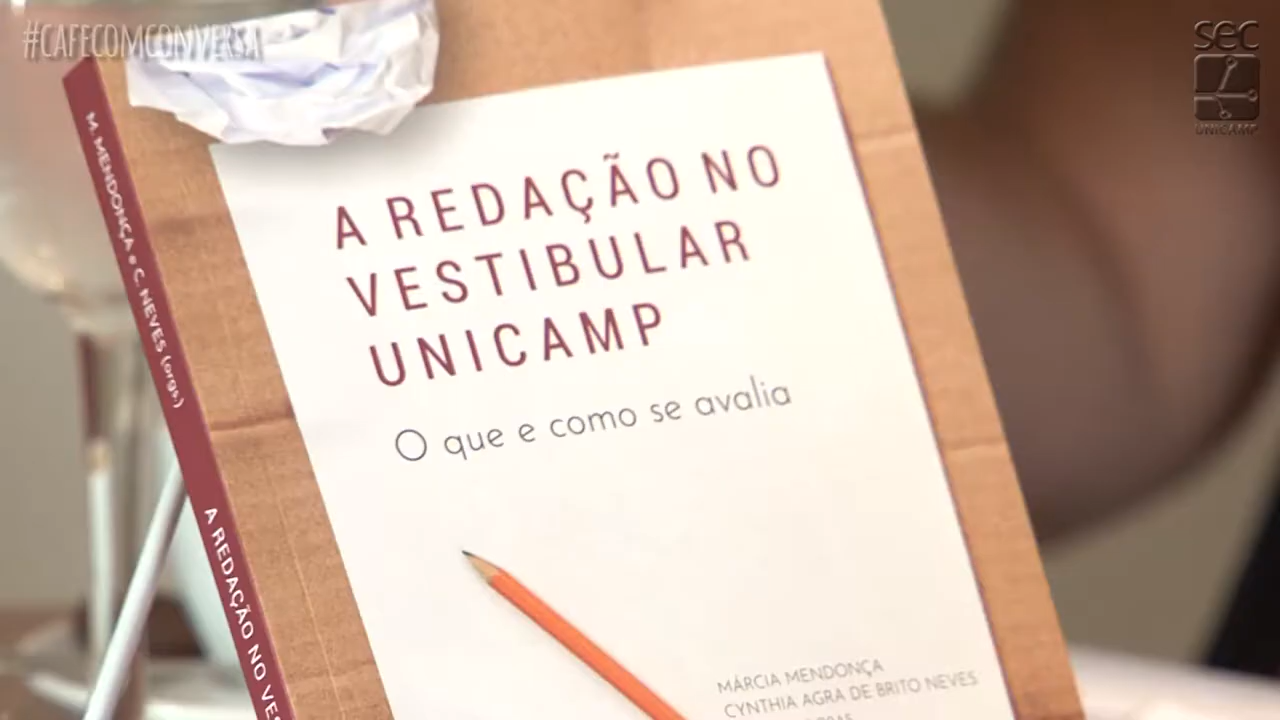 #CAFECOMCONVERSA
sec
UNICAMP
M. MENDONÇA e C. NEVES (orgs.)
A REDAÇÃO NO
A REDAÇÃO NO
VESTIBULAR
UNICAMP
O que e como se avalia
MÁRCIA MENDONÇA
CYNTHIA AGRA DE BRITO NEVES